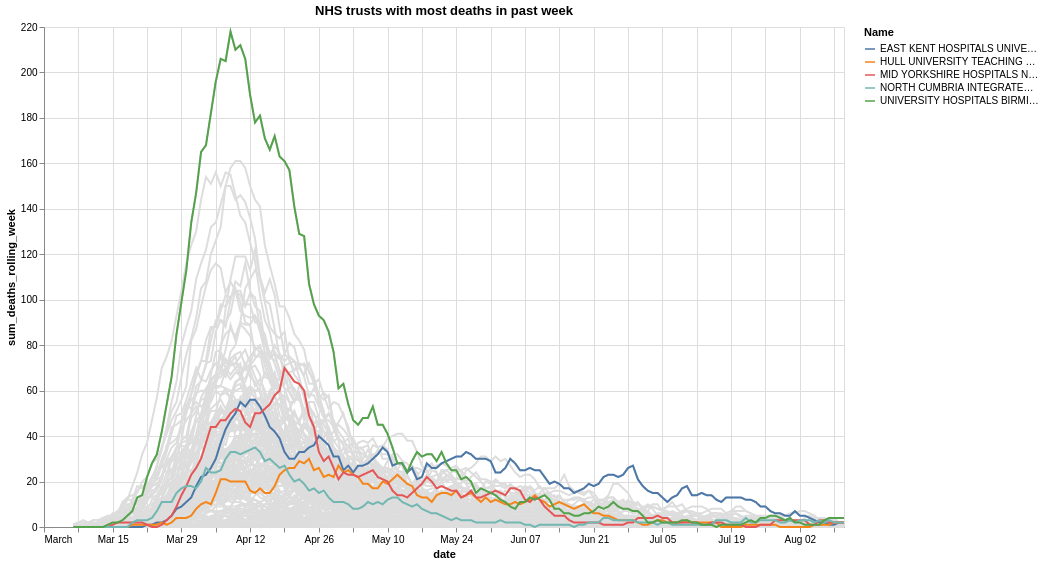 NHS trusts with most deaths in past week
220
200
180
160
140
120
100
80
60
40
20
0
sum_deaths_rolling_week
March
Mar 15
Mar 29
Apr 12
Apr 26
May 10
May 24
Jun 07
Jun 21
Jul 05
Jul 19
Aug 02
date
Name
EAST KENT HOSPITALS UNIVE…
HULL UNIVERSITY TEACHING …
MID YORKSHIRE HOSPITALS N…
NORTH CUMBRIA INTEGRATE…
UNIVERSITY HOSPITALS BIRMI…